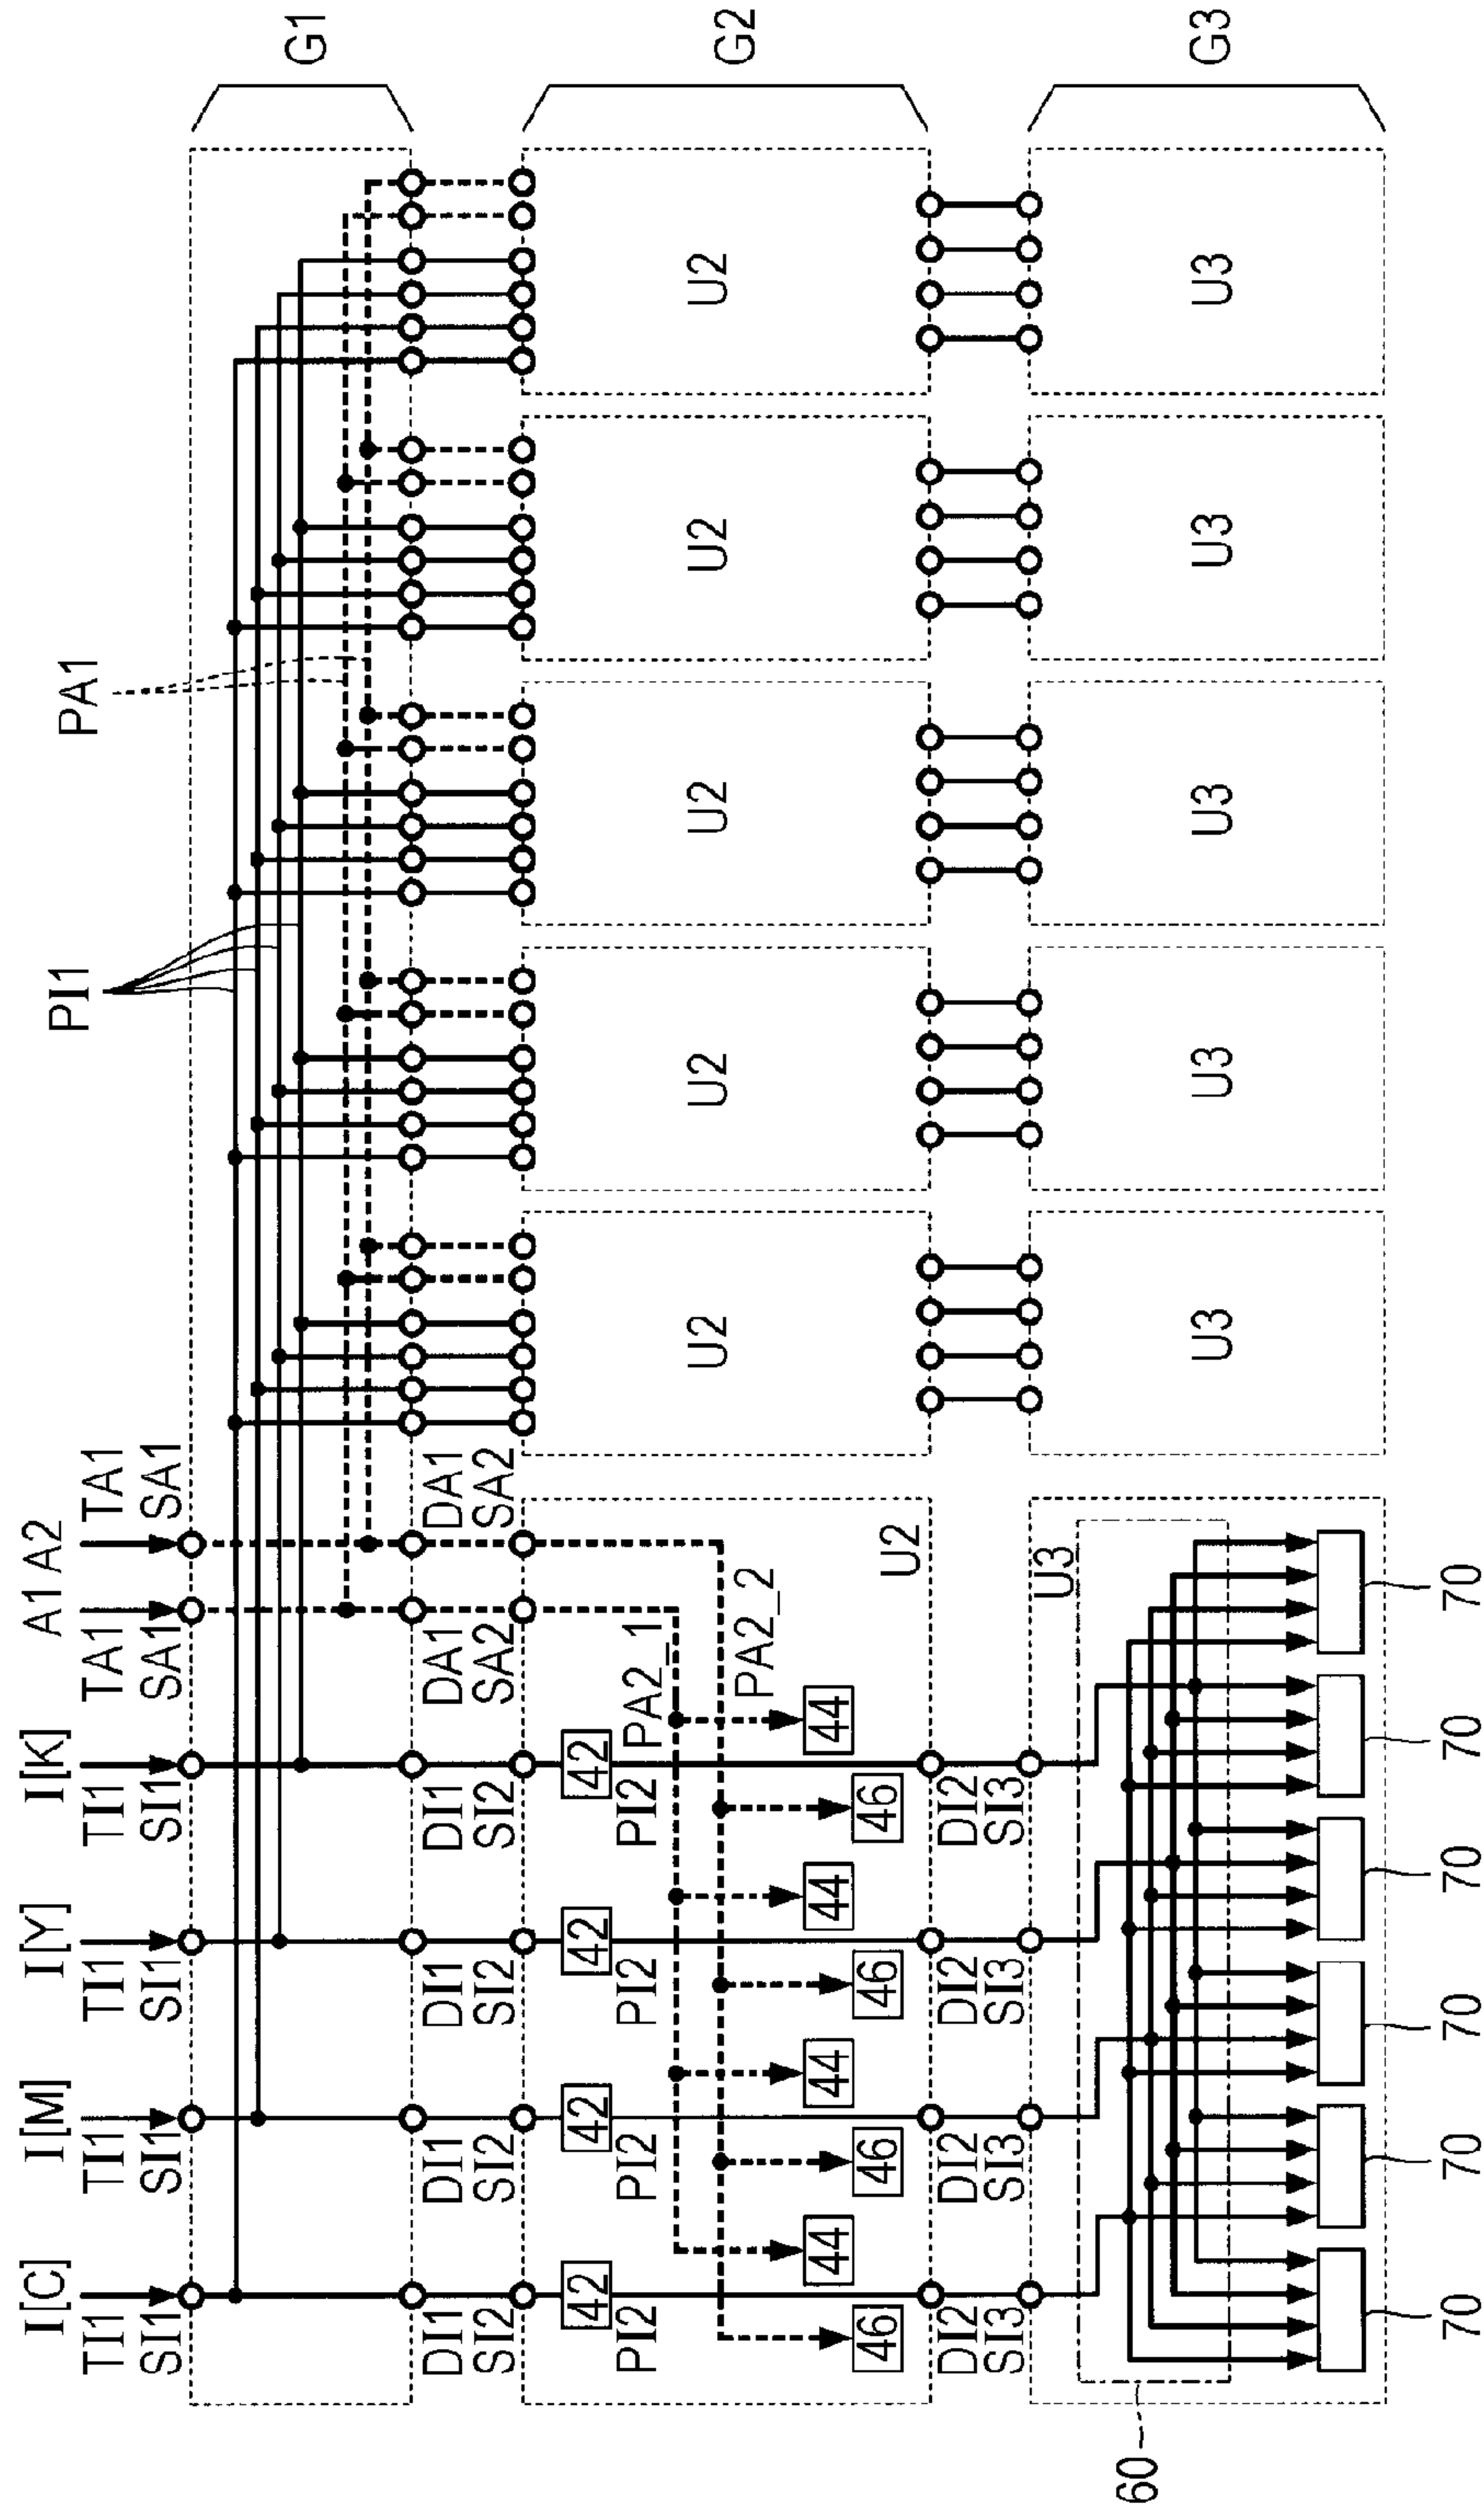 I[C] I[M] I[Y] I[K] A1 A2
PI1 PA1
TI1 TI1 TI1 TI1 TA1 TA1
SI1 SI1 SI1 SI1 SA1 SA1
G1
DI1 DI1 DI1 DI1 DA1 DA1
SI2 SI2 SI2 SI2 SA2 SA2
42 42 42 42
PI2 PI2 PI2 PI2 PA2_1
U2 U2 U2 U2 U2 G2
PA2_2
44 44 44 44
46 46 46 46 U2
DI2 DI2 DI2 DI2
SI3 SI3 SI3 SI3
U3
U3 U3 U3 U3 U3 G3
60
70 70 70 70 70 70